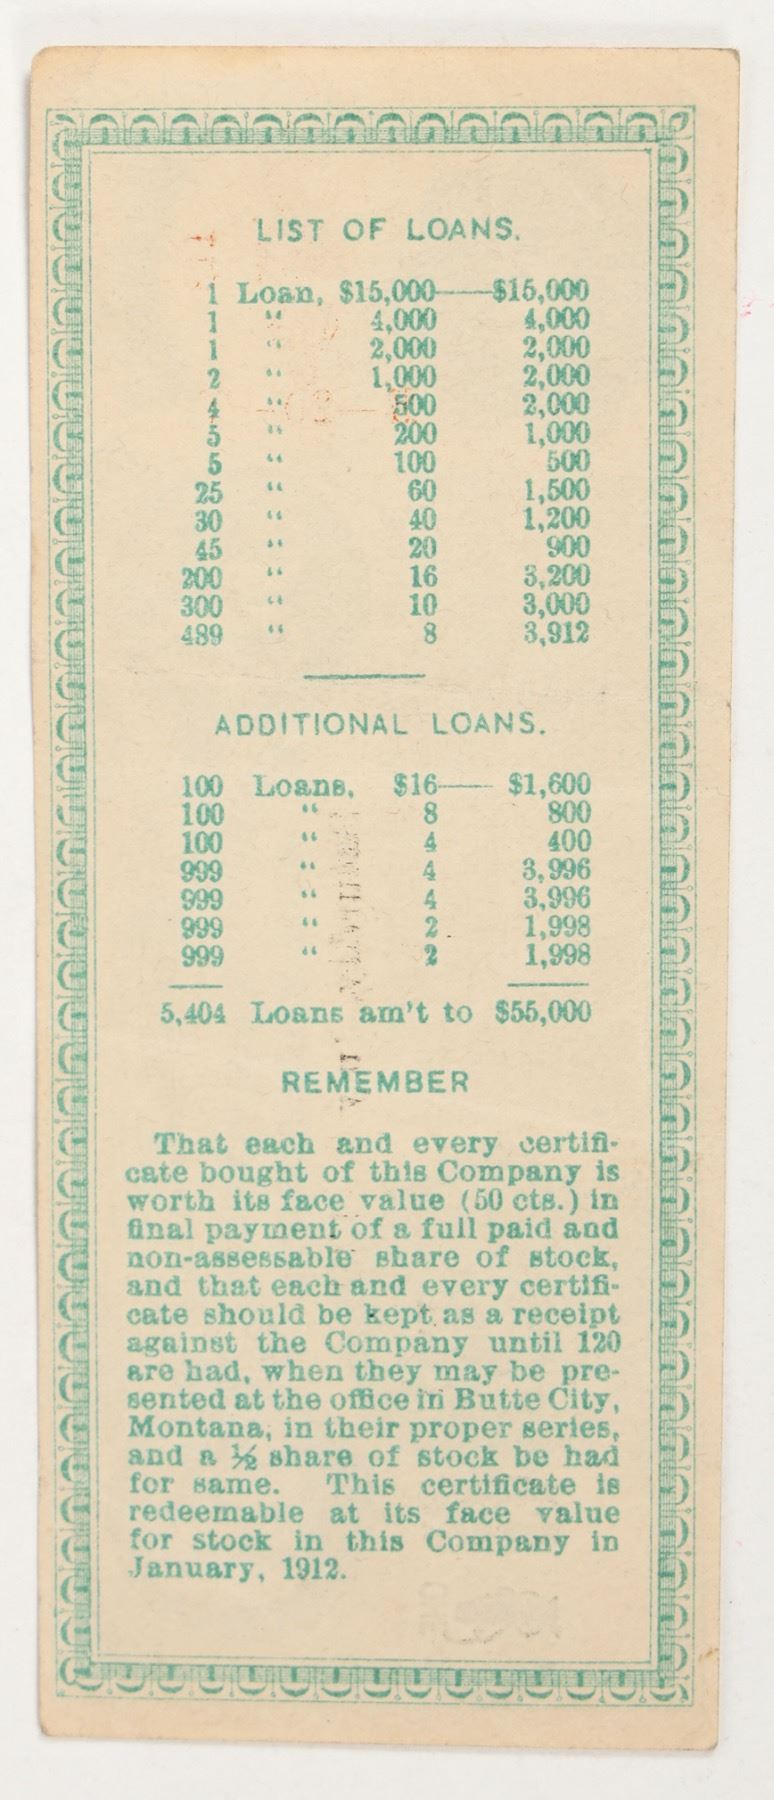 LIST OF LOANS.
1 Loan, $15,000——$15,000
1 “ 4,000 4,000
1 “ 2,000 2,000
2 “ 1,000 2,000
4 “ 500 2,000
5 “ 200 1,000
5 “ 100 500
25 “ 60 1,500
30 “ 40 1,200
45 “ 20 900
200 “ 16 3,200
300 “ 10 3,000
489 “ 8 3,912
ADDITIONAL LOANS.
100 Loans, $16—— $1,600
100 “ 8 800
100 “ 4 400
999 “ 4 3,996
999 “ 4 3,996
999 “ 2 1,998
999 “ 2 1,998
5,404 Loans am't to $55,000
REMEMBER
That each and every certifi-
cate bought of this Company is
worth its face value (50 cts.) in
final payment of a full paid and
non-assessable share of stock,
and that each and every certifi-
cate should be kept as a receipt
against the Company until 120
are had, when they may be pre-
sented at the office in Butte City,
Montana, in their proper series,
and a ½ share of stock be had
for same. This certificate is
redeemable at its face value
for stock in this Company in
January, 1912.